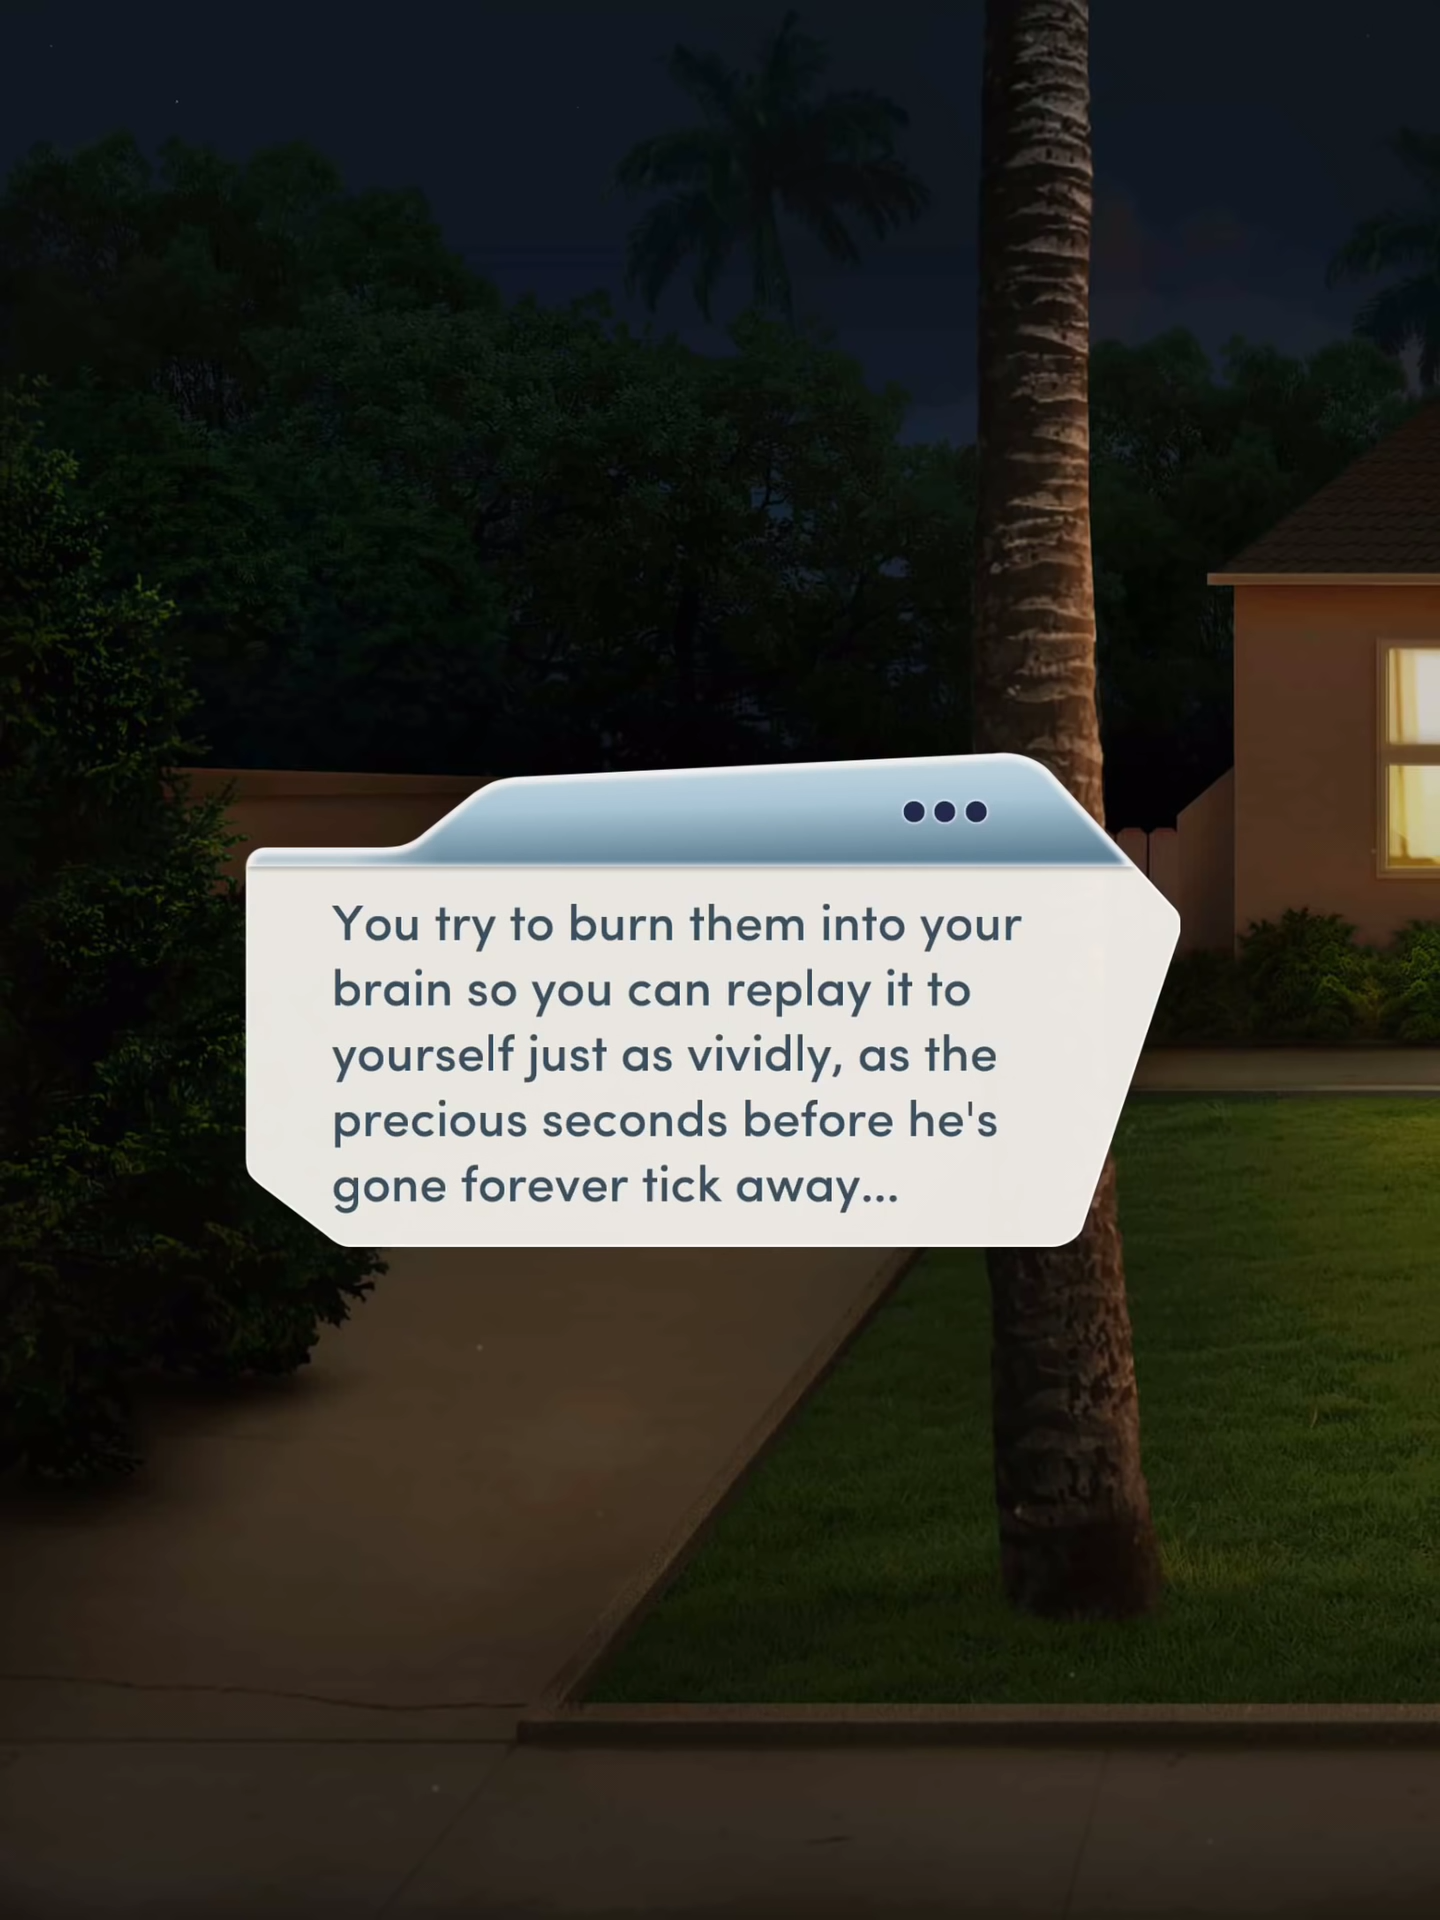 You try to burn them into your
brain so you can replay it to
yourself just as vividly, as the
precious seconds before he's
gone forever tick away...